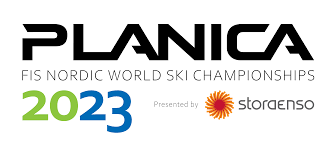 PLANICA
FIS NORDIC WORLD SKI CHAMPIONSHIPS
2023 Presented by storaenso